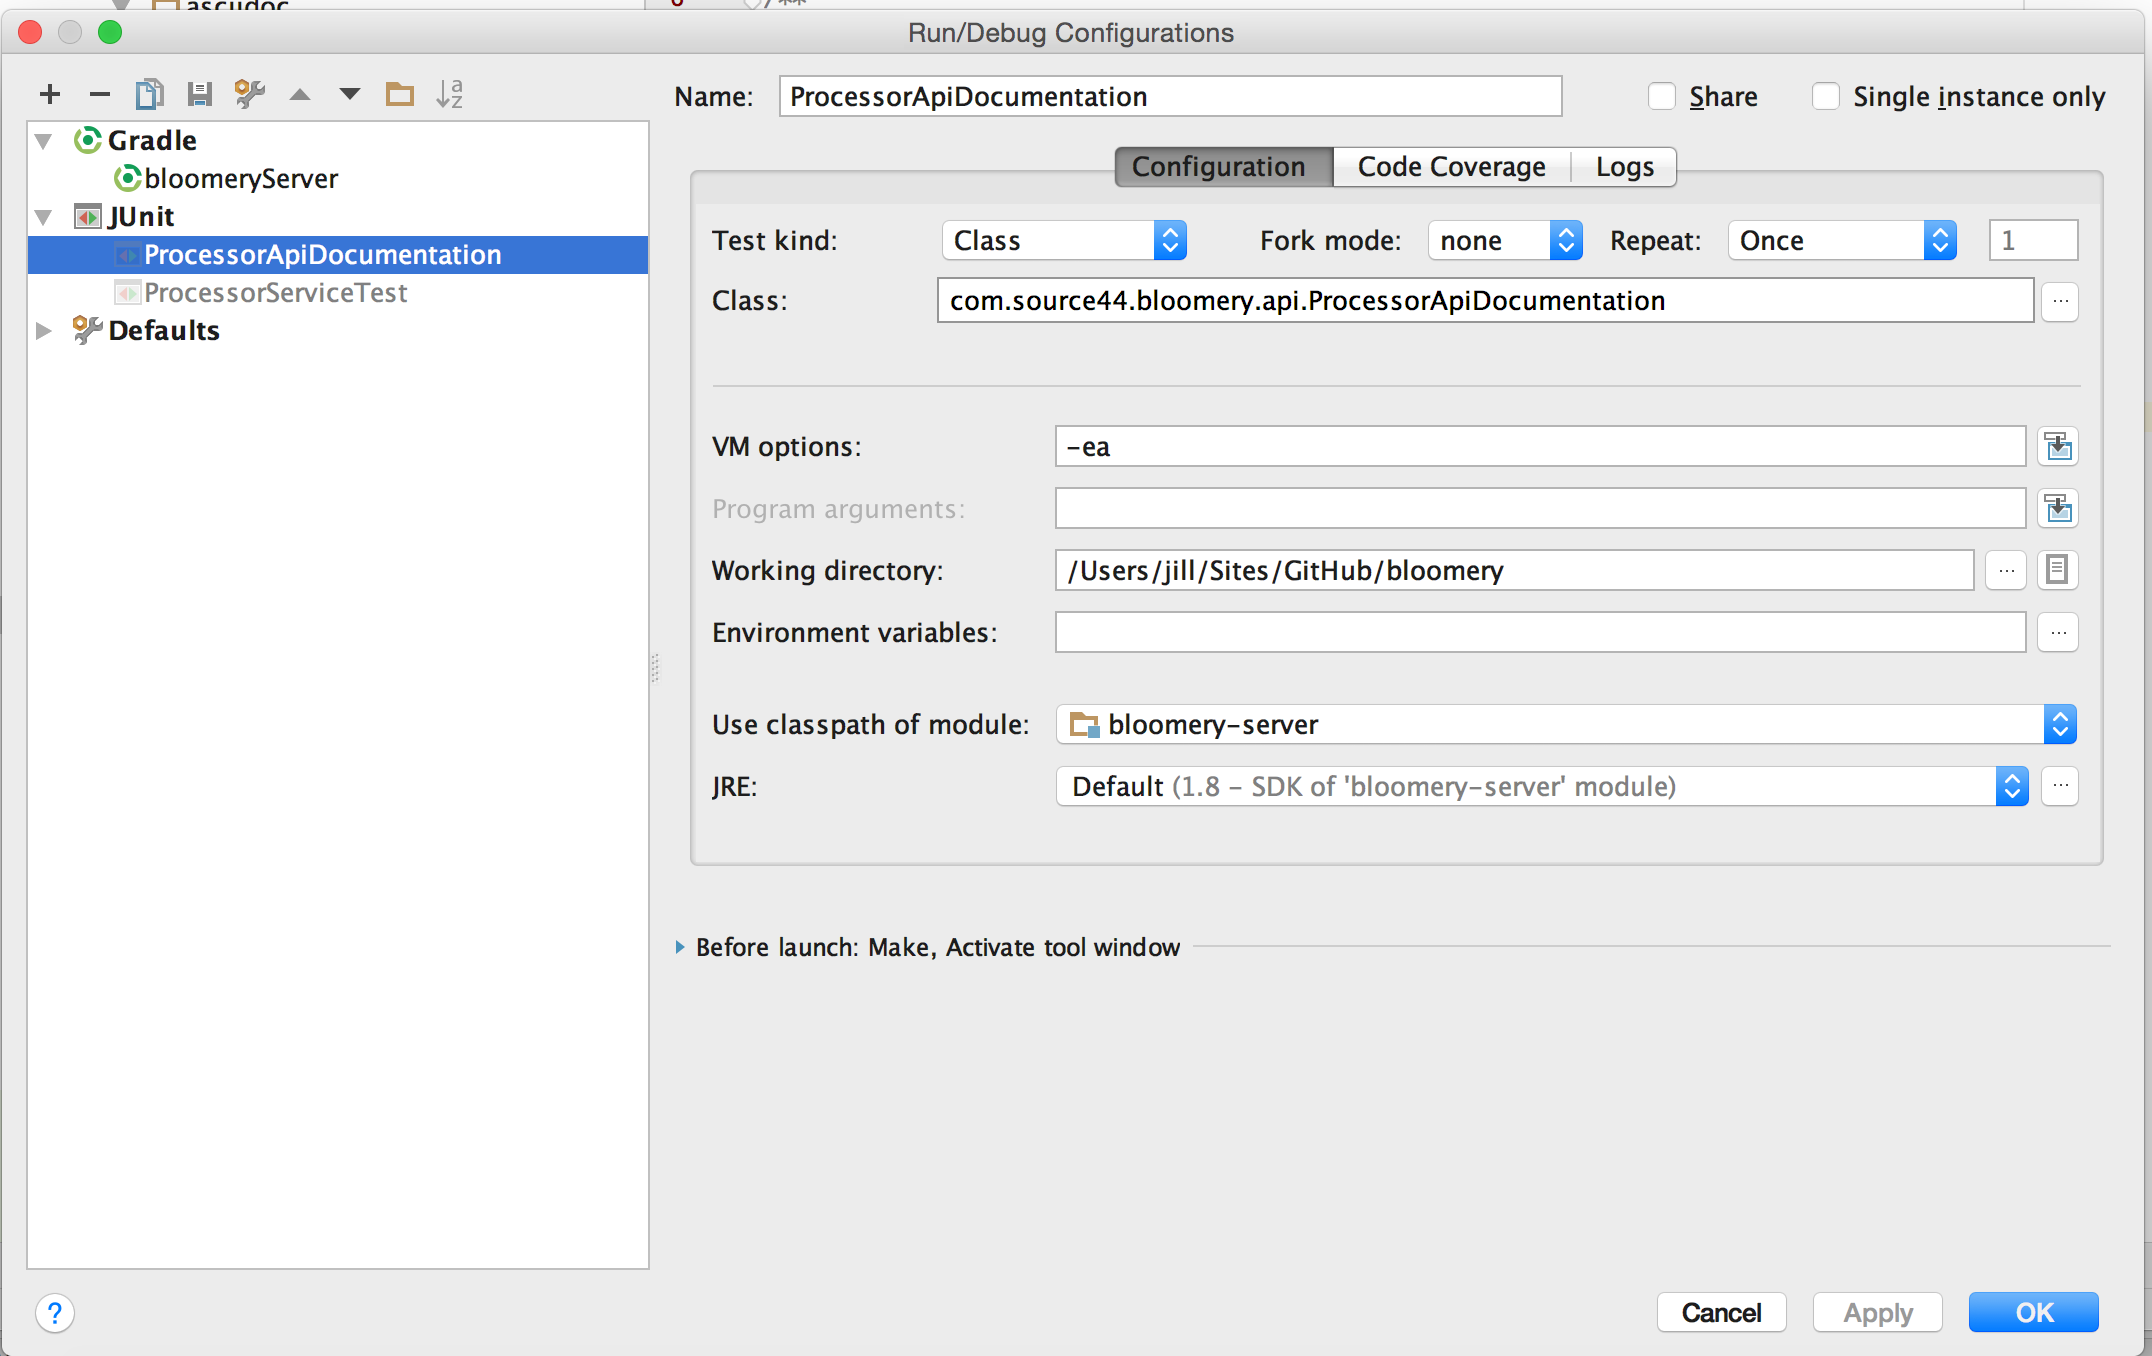 Run/Debug Configurations
Name: ProcessorApiDocumentation Share Single instance only
Gradle
bloomeryServer
JUnit
ProcessorApiDocumentation
ProcessorServiceTest
Defaults
Configuration Code Coverage Logs
Test kind: Class Fork mode: none Repeat: Once 1
Class: com.source44.bloomery.api.ProcessorApiDocumentation ...
VM options: -ea
Program arguments:
Working directory: /Users/jill/Sites/GitHub/bloomery ...
Environment variables: ...
Use classpath of module: bloomery-server
JRE: Default (1.8 - SDK of 'bloomery-server' module) ...
Before launch: Make, Activate tool window
? Cancel Apply OK